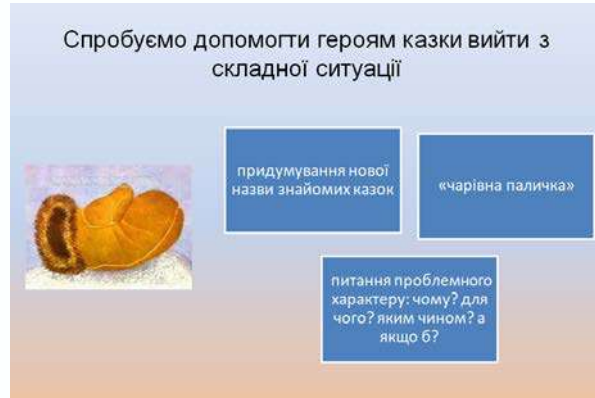 Спробуємо допомогти героям казки вийти з
складної ситуації
придумування нової
назви знайомих казок
«чарівна паличка»
питання проблемного
характеру: чому? для
чого? яким чином? а
якщо б?